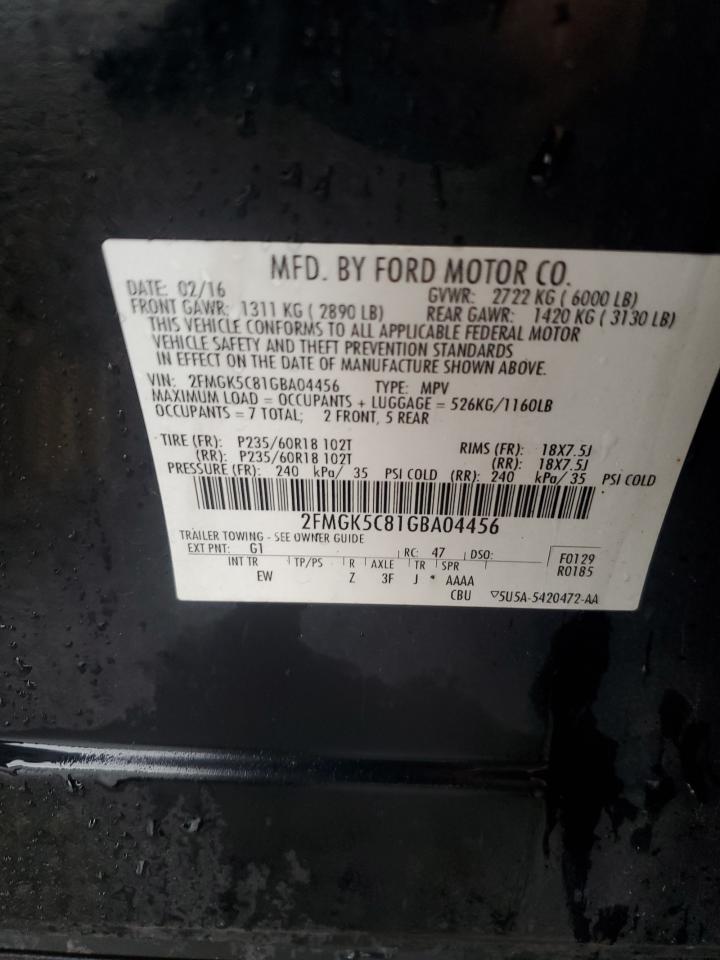 MFD. BY FORD MOTOR CO.
DATE: 02/16 GVWR: 2722 KG ( 6000 LB)
FRONT GAWR: 1311 KG ( 2890 LB) REAR GAWR: 1420 KG ( 3130 LB)
THIS VEHICLE CONFORMS TO ALL APPLICABLE FEDERAL MOTOR
VEHICLE SAFETY AND THEFT PREVENTION STANDARDS
IN EFFECT ON THE DATE OF MANUFACTURE SHOWN ABOVE.
VIN: 2FMGK5C81GBA04456 TYPE: MPV
MAXIMUM LOAD = OCCUPANTS + LUGGAGE = 526KG/1160LB
OCCUPANTS = 7 TOTAL; 2 FRONT, 5 REAR
TIRE (FR): P235/60R18 102T RIMS (FR): 18X7.5J
(RR): P235/60R18 102T (RR): 18X7.5J
PRESSURE (FR): 240 kPa/ 35 PSI COLD (RR): 240 kPa/35 PSI COLD
2FMGK5C81GBA04456
TRAILER TOWING - SEE OWNER GUIDE
EXT PNT: G1 RC: 47 DSO: F0129
INT TR TP/PS R AXLE TR SPR R0185
EW Z 3F J * AAAA
CBU ▽5U5A-5420472-AA